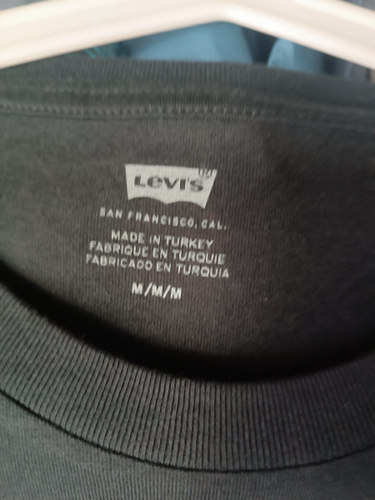 Levi's
SAN FRANCISCO, CAL.
MADE IN TURKEY
FABRIQUE EN TURQUIE
FABRICADO EN TURQUIA
M/M/M